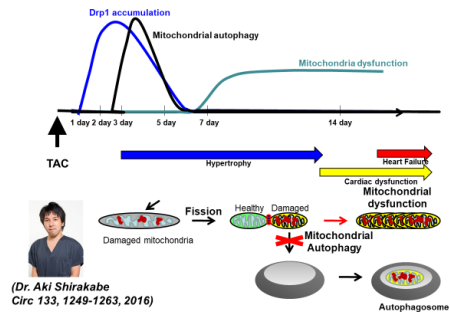 Drp1 accumulation
Mitochondrial autophagy
Mitochondria dysfunction
1 day 2 day 3 day 5 day 7 day 14 day
TAC
Hypertrophy
Heart Failure
Cardiac dysfunction
Mitochondrial
dysfunction
Fission
Healthy Damaged
Damaged mitochondria
Mitochondrial
Autophagy
(Dr. Aki Shirakabe
Circ 133, 1249-1263, 2016)
Autophagosome